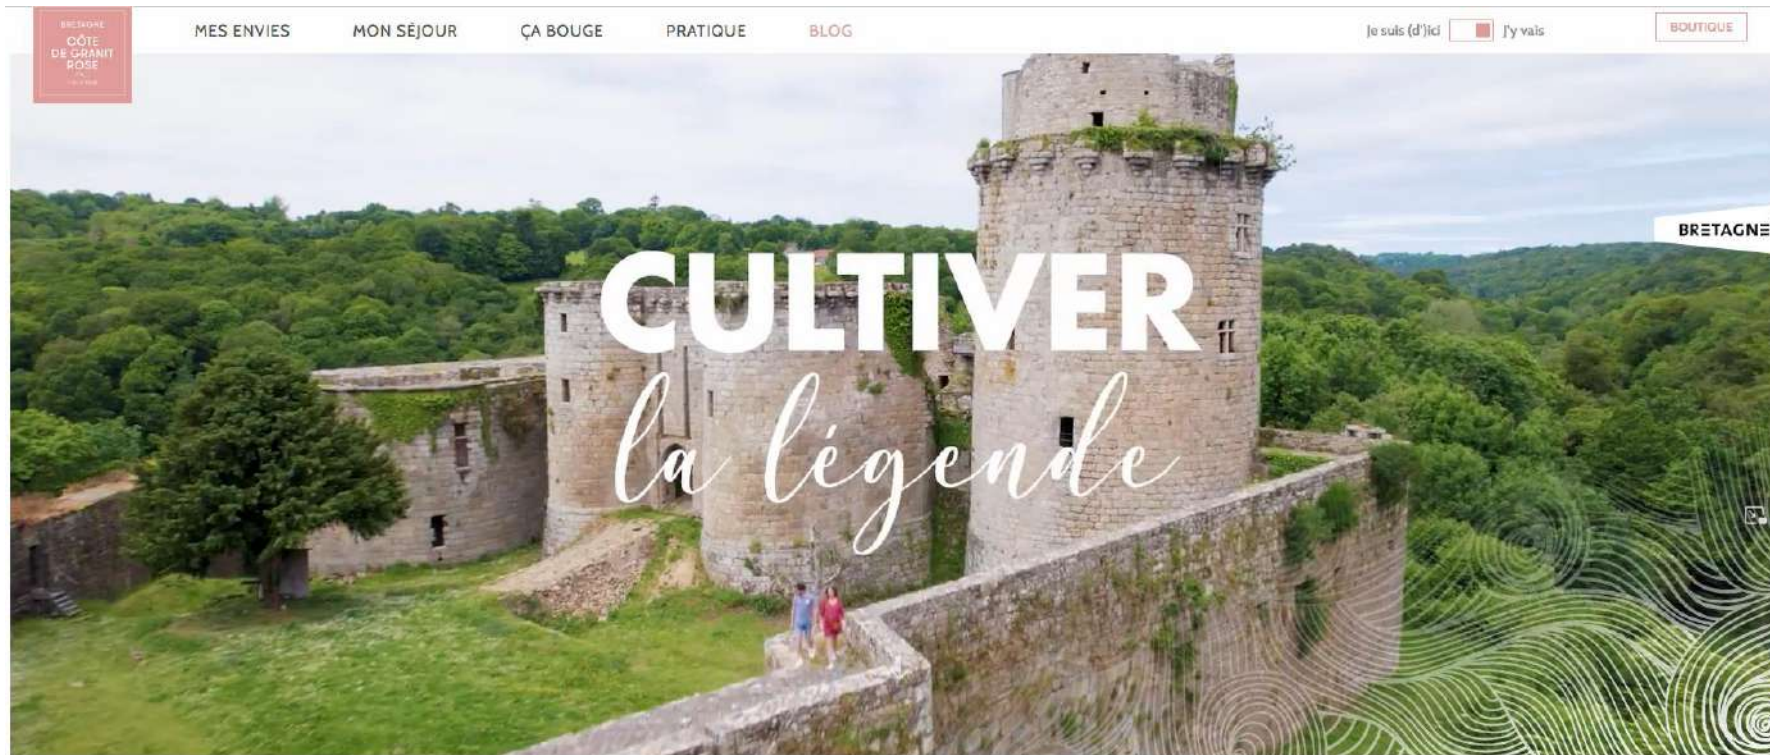 BRETAGNE
CÔTE
DE GRANIT
ROSE
MES ENVIES
MON SÉJOUR
ÇA BOUGE
PRATIQUE
BLOG
Je suis (d')ici
J'y vais
BOUTIQUE
BRETAGNE
CULTIVER
la légende